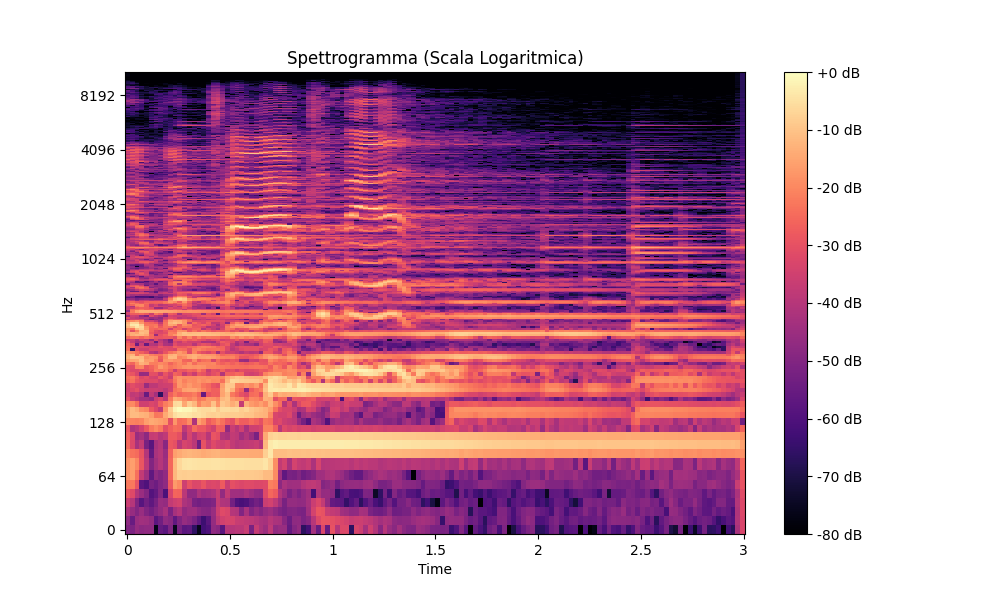 Spettrogramma (Scala Logaritmica)
8192
4096
2048
1024
512
256
128
64
0
Hz
0
0.5
1
1.5
2
2.5
3
Time
+0 dB
-10 dB
-20 dB
-30 dB
-40 dB
-50 dB
-60 dB
-70 dB
-80 dB